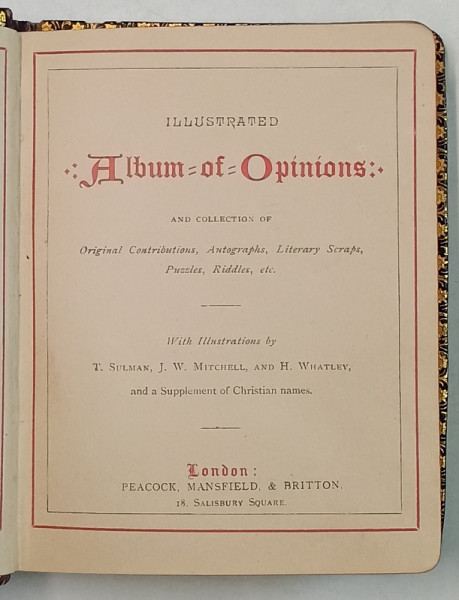 ILLUSTRATED
Album=of=Opinions:
AND COLLECTION OF
Original Contributions, Autographs, Literary Scraps,
Puzzles, Riddles, etc.
With Illustrations by
T. SULMAN, J. W. MITCHELL, AND H. WHATLEY,
and a Supplement of Christian names.
London:
PEACOCK, MANSFIELD, & BRITTON,
18, SALISBURY SQUARE.